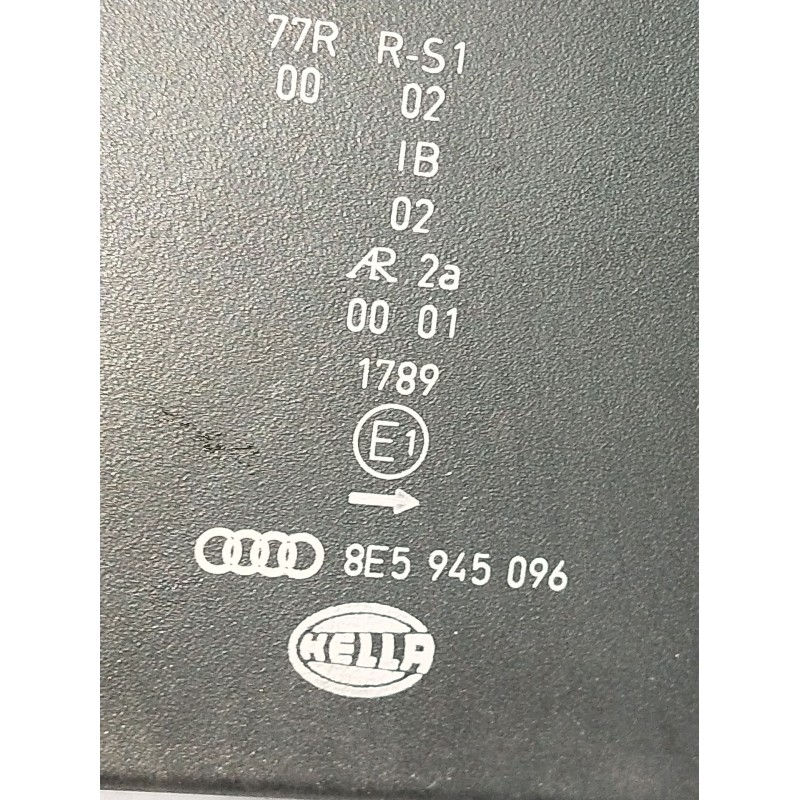 77R R-S1
00 02
IB
02
AR 2a
00 01
1789
E1
8E5 945 096
HELLA